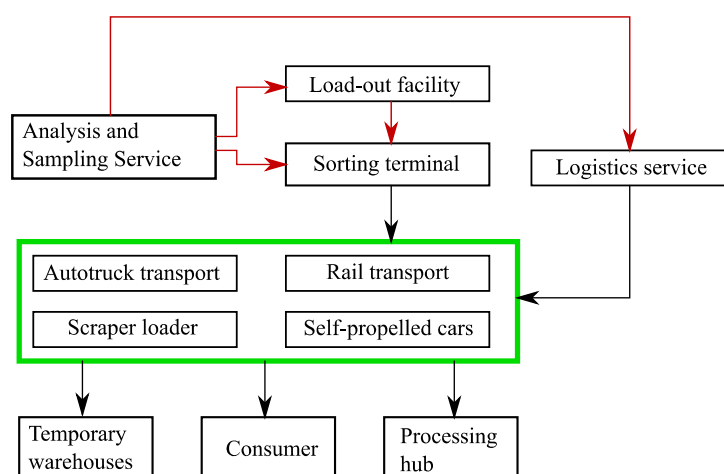 Load-out facility
Analysis and
Sampling Service
Sorting terminal
Logistics service
Autotruck transport
Rail transport
Scraper loader
Self-propelled cars
Temporary
warehouses
Consumer
Processing
hub